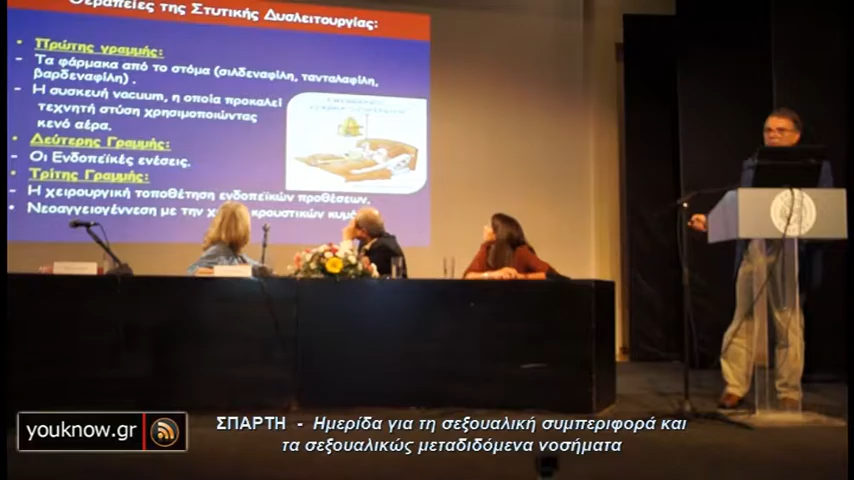 Θεραπείες της Στυτικής Δυσλειτουργίας:
• Πρώτης γραμμής:
- Τα φάρμακα από το στόμα (σιλδεναφίλη, τανταλαφίλη,
βαρδεναφίλη) .
- Η συσκευή vacuum, η οποία προκαλεί
τεχνητή στύση χρησιμοποιώντας
κενό αέρα.
• Δεύτερης Γραμμής:
- Οι Ενδοπεϊκές ενέσεις.
• Τρίτης Γραμμής:
- Η χειρουργική τοποθέτηση ενδοπεϊκών προθέσεων.
• Νεοαγγειογέννεση με την κρουστικών
youknow.gr
ΣΠΑΡΤΗ - Ημερίδα για τη σεξουαλική συμπεριφορά και
τα σεξουαλικώς μεταδιδόμενα νοσήματα